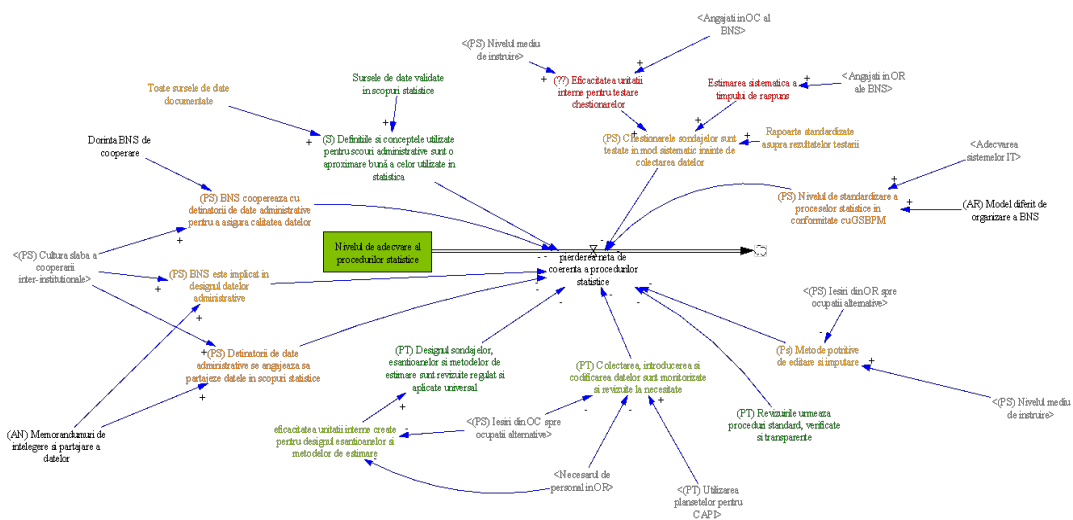 <Angajati in OC al
BNS>
<(PS) Nivelul mediu
de instruire>
Sursele de date validate
in scopuri statistice
Toate sursele de date
documentate
(??) Eficacitatea unitatii
interne pentru testare
chestionarelor
Estimarea sistematica a
timpului de raspuns
<Angajati in OR
ale BNS>
Dorinta BNS de
cooperare
(S) Definitiile si conceptele utilizate
pentru scouri administrative sunt o
aproximare bună a celor utilizate in
statistica
(PS) Chestionarele sondajelor sunt
testate in mod sistematic inainte de
colectarea datelor
Rapoarte standardizate
asupra rezultatelor testarii
<Adecvarea
sistemelor IT>
(PS) BNS coopereaza cu
detinatorii de date administrative
pentru a asigura calitatea datelor
(PS) Nivelul de standardizare a
proceselor statistice in
conformitate cu GSBPM
(AR) Model diferit de
organizare a BNS
Nivelul de adecvare al
procedurilor statistice
<(PS) Cultura slaba a
cooperarii
inter-institutionale>
pierderea neta de
coerenta a procedurilor
statistice
(PS) BNS este implicat in
designul datelor
administrative
<(PS) Iesiri din OR spre
ocupatii alternative>
(PS) Detinatorii de date
administrative se angajeaza sa
partajeze datele in scopuri statistice
(PT) Designul sondajelor,
esantioanelor si metodelor de
estimare sunt revizuite regulat si
aplicate universal
(PT) Colectarea, introducerea si
codificarea datelor sunt monitorizate
si revizuite la necesitate
(Ps) Metode potritive
de editare si imputare
<(PS) Nivelul mediu
de instruire>
(PT) Revizuirile urmeaza
proceduri standard, verificate
si transparente
(AN) Memorandumuri de
intelegere si partajare a
datelor
eficacitatea unitatii interne create
pentru designul esantioanelor si
metodelor de estimare
<(PS) Iesiri din OC spre
ocupatii alternative>
<Necesarul de
personal in OR>
<(PT) Utilizarea
plansetelor pentru
CAPI>